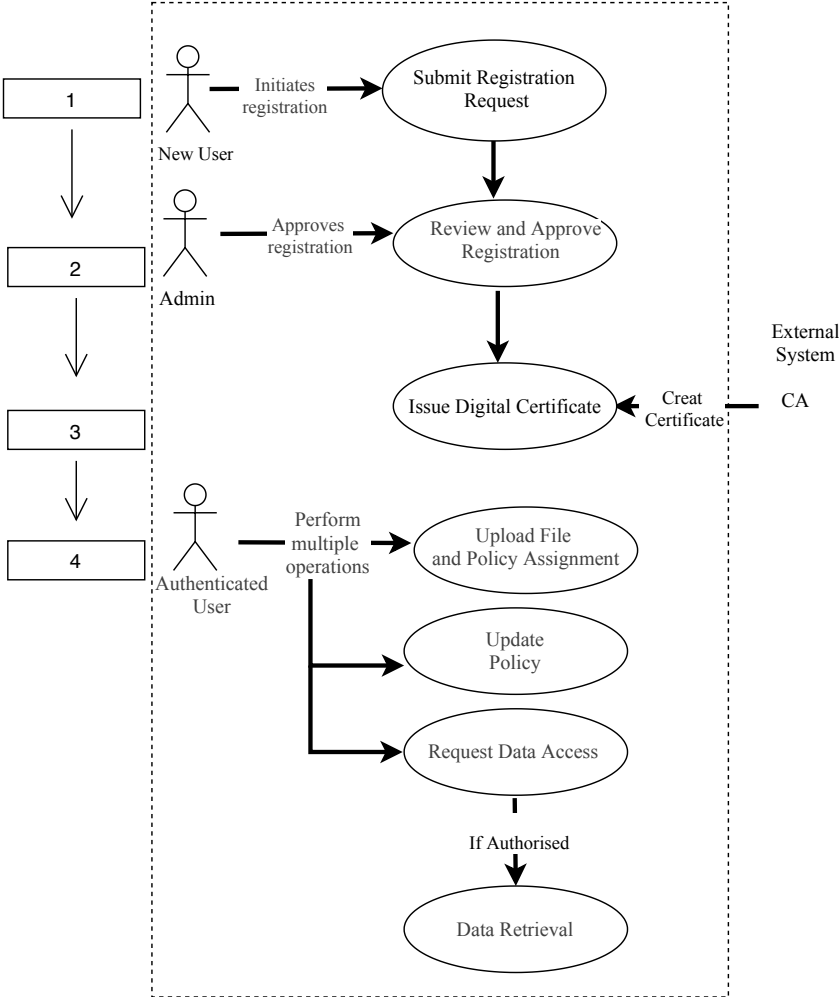 1
Initiates
registration
Submit Registration
Request
New User
Approves
registration
Review and Approve
Registration
2
Admin
External
System
3
Issue Digital Certificate
Creat
Certificate
CA
4
Perform
multiple
operations
Upload File
and Policy Assignment
Authenticated
User
Update
Policy
Request Data Access
If Authorised
Data Retrieval